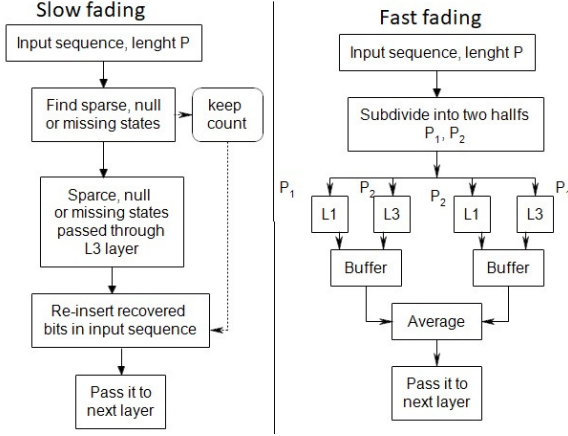 Slow fading
Input sequence, lenght P
Find sparse, null
or missing states
keep
count
Sparce, null
or missing states
passed through
L3 layer
Re-insert recovered
bits in input sequence
Pass it to
next layer
Fast fading
Input sequence, lenght P
Subdivide into two hallfs
P1, P2
P1
P2
P2
P
L1
L3
L1
L3
Buffer
Buffer
Average
Pass it to
next layer